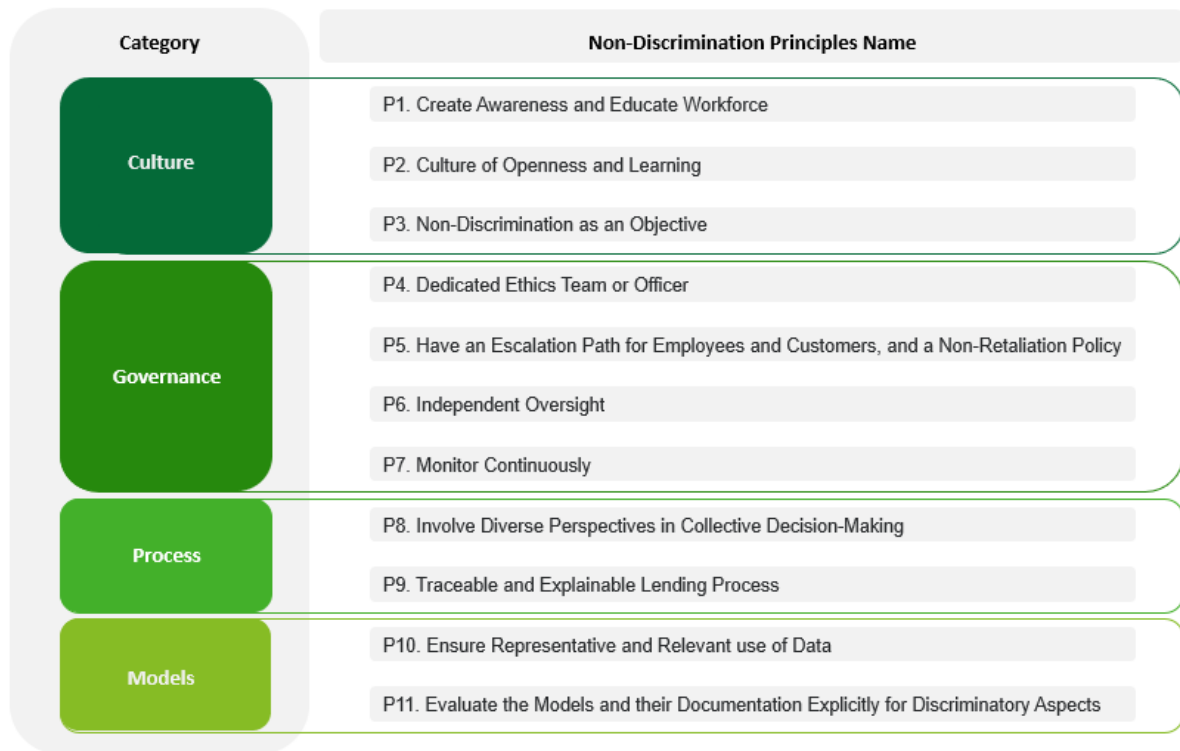 Category
Non-Discrimination Principles Name
Culture
P1. Create Awareness and Educate Workforce
P2. Culture of Openness and Learning
P3. Non-Discrimination as an Objective
Governance
P4. Dedicated Ethics Team or Officer
P5. Have an Escalation Path for Employees and Customers, and a Non-Retaliation Policy
P6. Independent Oversight
P7. Monitor Continuously
Process
P8. Involve Diverse Perspectives in Collective Decision-Making
P9. Traceable and Explainable Lending Process
Models
P10. Ensure Representative and Relevant use of Data
P11. Evaluate the Models and their Documentation Explicitly for Discriminatory Aspects